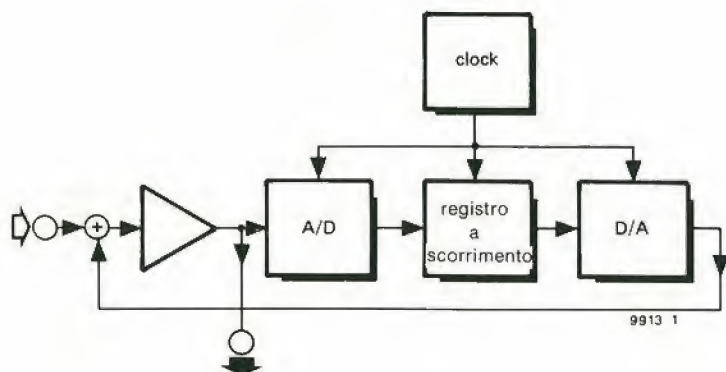 clock
+
A/D
registro
a
scorrimento
D/A
9913 1